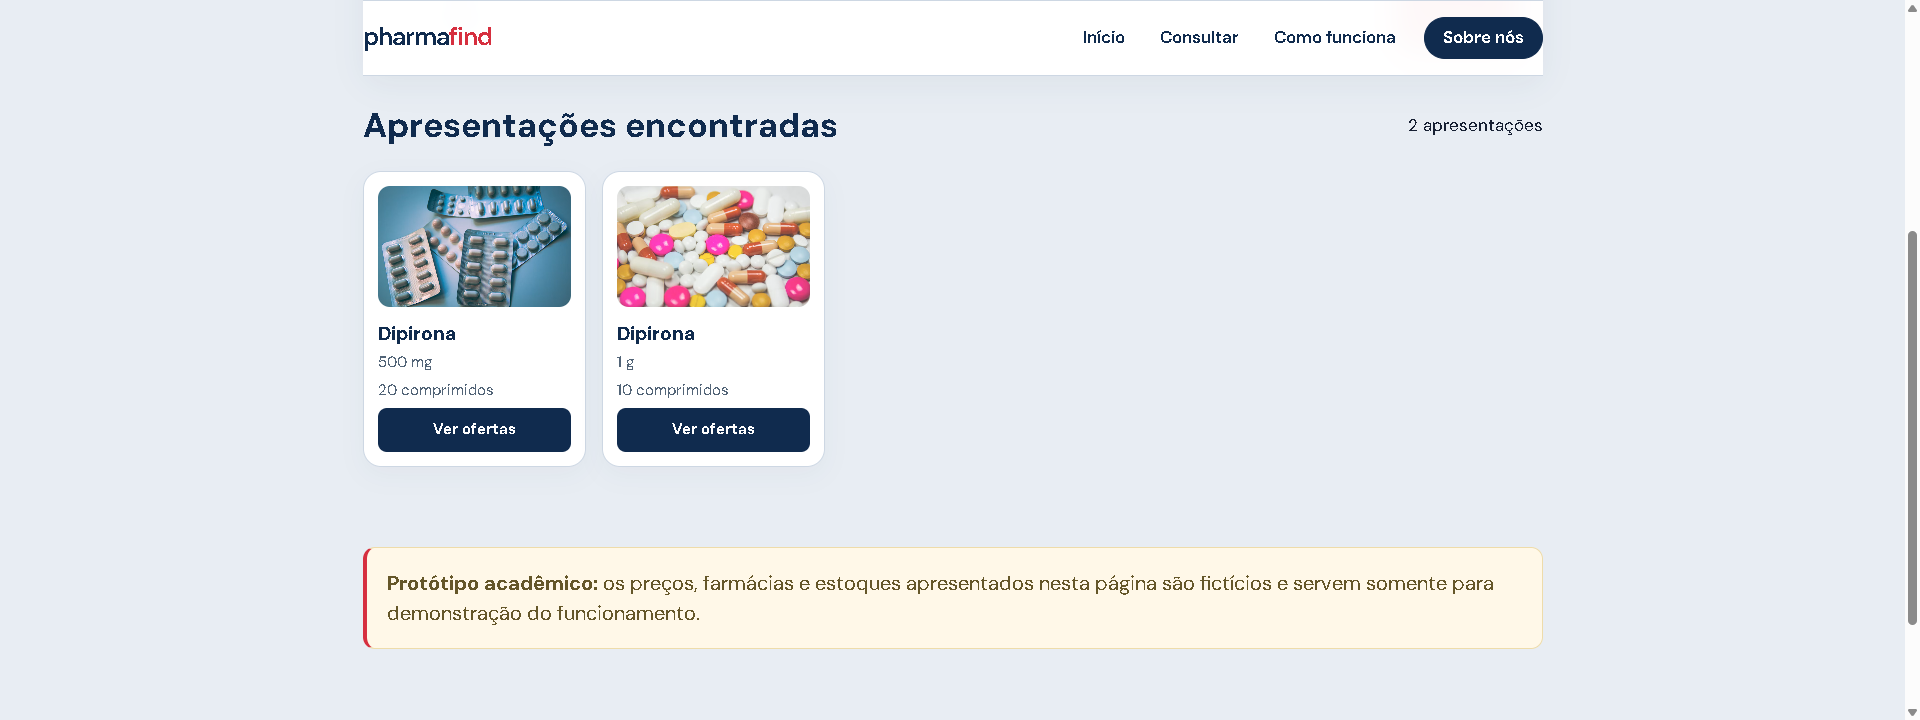 pharmafind
Início
Consultar
Como funciona
Sobre nós
Apresentações encontradas
2 apresentações
Dipirona
500 mg
20 comprimidos
Ver ofertas
Dipirona
1 g
10 comprimidos
Ver ofertas
Protótipo acadêmico: os preços, farmácias e estoques apresentados nesta página são fictícios e servem somente para
demonstração do funcionamento.